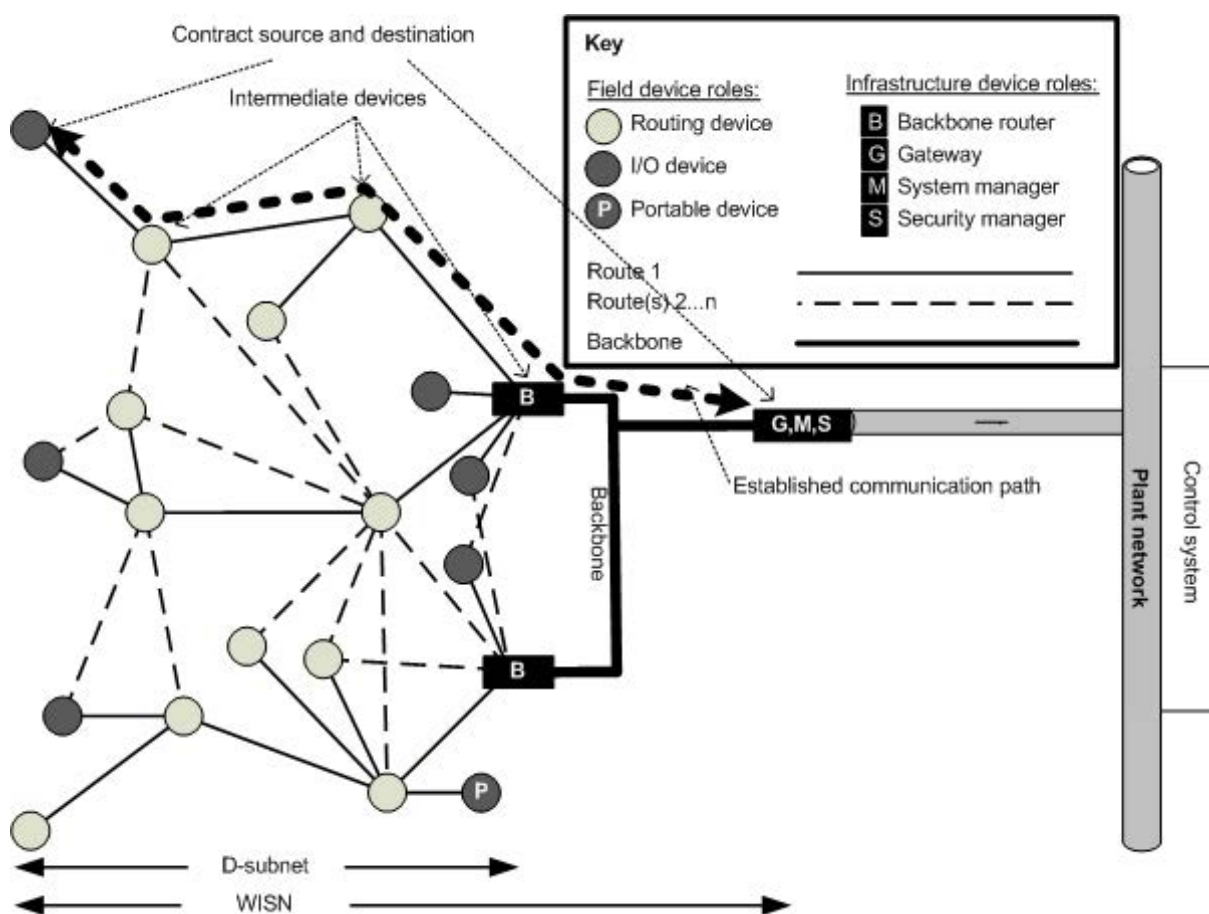 Contract source and destination
Intermediate devices
Key
Field device roles:
Routing device
I/O device
P Portable device
Infrastructure device roles:
B Backbone router
G Gateway
M System manager
S Security manager
Route 1
Route(s) 2...n
Backbone
B
G,M,S
Established communication path
Backbone
B
P
Plant network
Control system
D-subnet
WISN